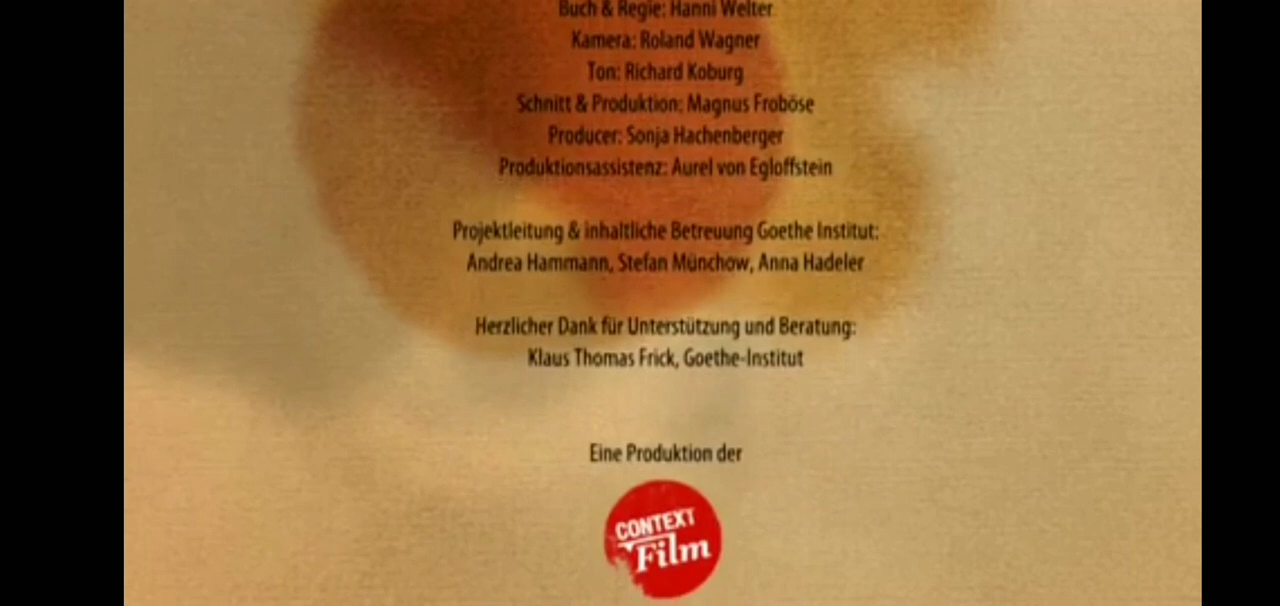 Buch & Regie: Hanni Welter
Kamera: Roland Wagner
Ton: Richard Koburg
Schnitt & Produktion: Magnus Froböse
Producer: Sonja Hachenberger
Produktionsassistenz: Aurel von Egloffstein
Projektleitung & inhaltliche Betreuung Goethe Institut:
Andrea Hammann, Stefan Münchow, Anna Hadeler
Herzlicher Dank für Unterstützung und Beratung:
Klaus Thomas Frick, Goethe-Institut
Eine Produktion der
CONTEXT
Film